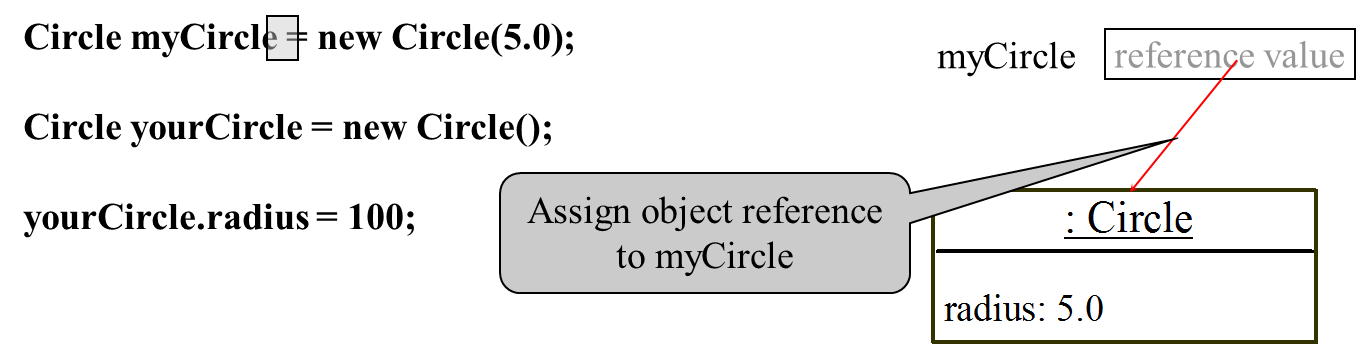 Circle myCircle = new Circle(5.0);
Circle yourCircle = new Circle();
yourCircle.radius = 100;
myCircle reference value
Assign object reference
to myCircle
: Circle
radius: 5.0